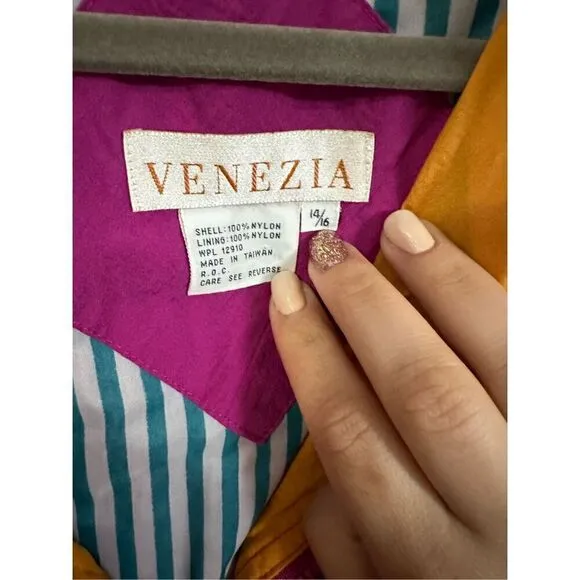 VENEZIA
14/16
SHELL: 100% NYLON
LINING: 100% NYLON
WPL 12910
MADE IN TAIWAN
R.O.C.
CARE SEE REVERSE